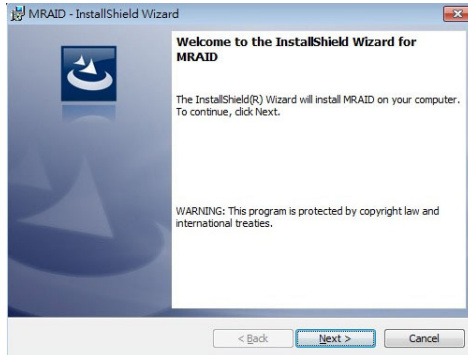 MRAID - InstallShield Wizard
Welcome to the InstallShield Wizard for
MRAID
The InstallShield(R) Wizard will install MRAID on your computer.
To continue, click Next.
WARNING: This program is protected by copyright law and
international treaties.
< Back
Next >
Cancel